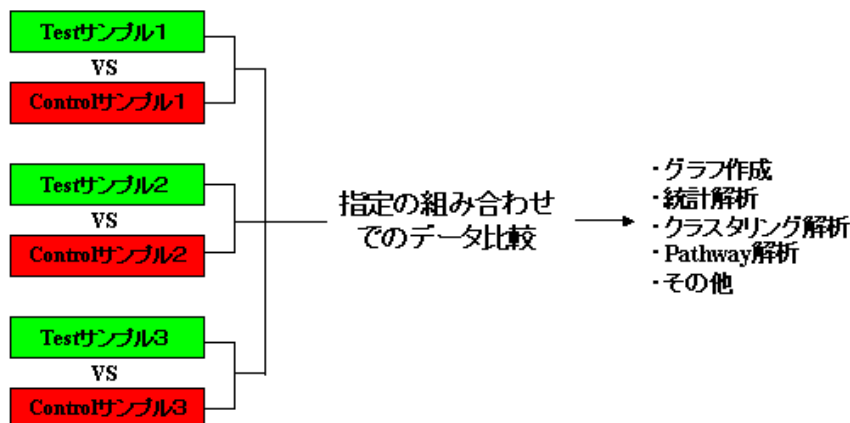 Testサンプル1
VS
Controlサンプル1
Testサンプル2
VS
Controlサンプル2
Testサンプル3
VS
Controlサンプル3
指定の組み合わせ
でのデータ比較
・グラフ作成
・統計解析
・クラスタリング解析
・Pathway解析
・その他